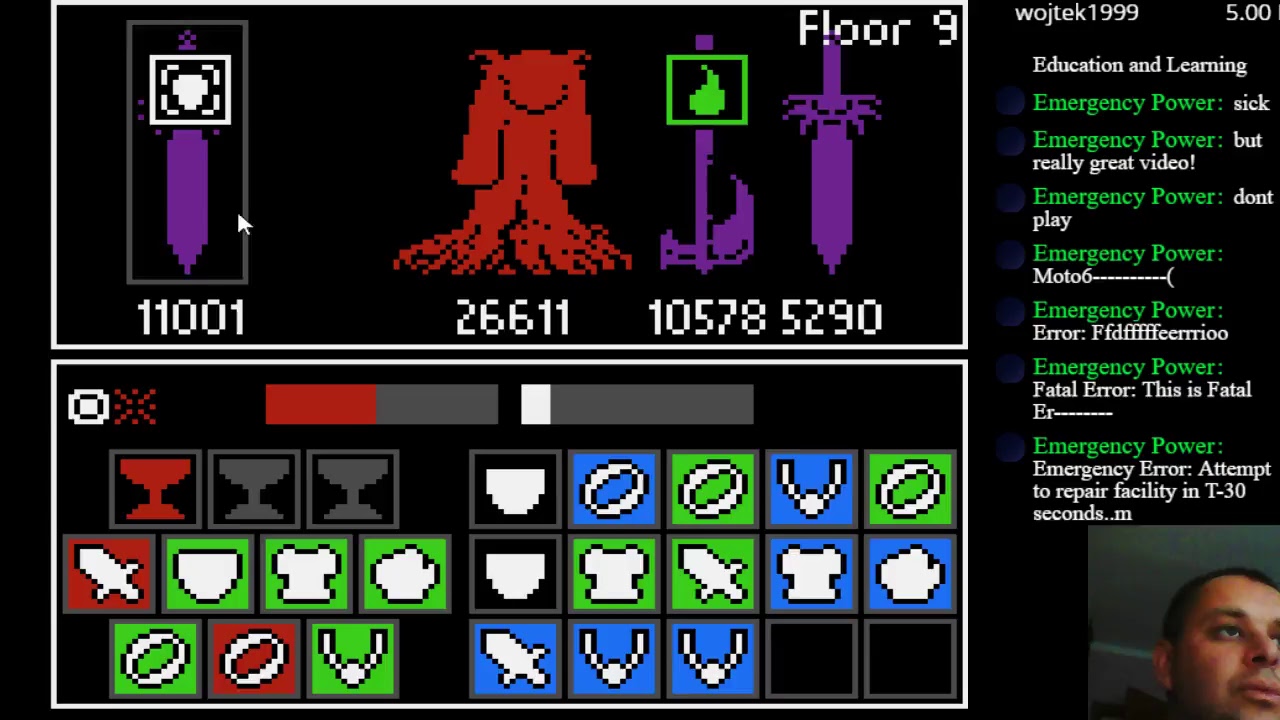 Floor 9
11001
26611
10578
5290
wojtek1999 5.00
Education and Learning
Emergency Power: sick
Emergency Power: but
really great video!
Emergency Power: dont
play
Emergency Power:
Moto6----------(
Emergency Power:
Error: Ffdfffffeerrrioo
Emergency Power:
Fatal Error: This is Fatal
Er--------
Emergency Power:
Emergency Error: Attempt
to repair facility in T-30
seconds..m